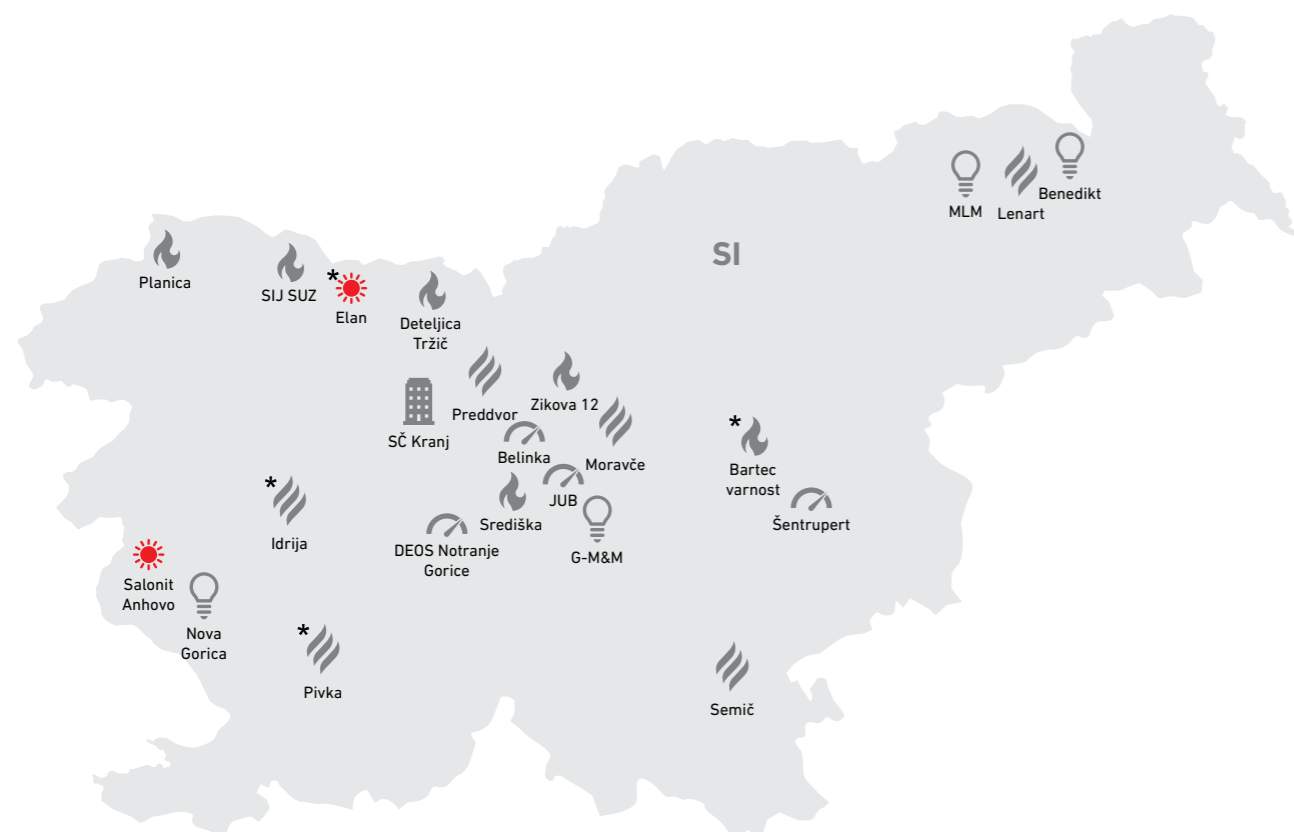 MLM
Lenart
Benedikt
SI
Planica
SIJ SUZ
*
Elan
Deteljica
Tržič
SČ Kranj
Preddvor
Zikova 12
Belinka
Moravče
JUB
Središka
G-M&M
DEOS Notranje
Gorice
*
Bartec
varnost
Šentrupert
*
Idrija
Salonit
Anhovo
Nova
Gorica
*
Pivka
Semič